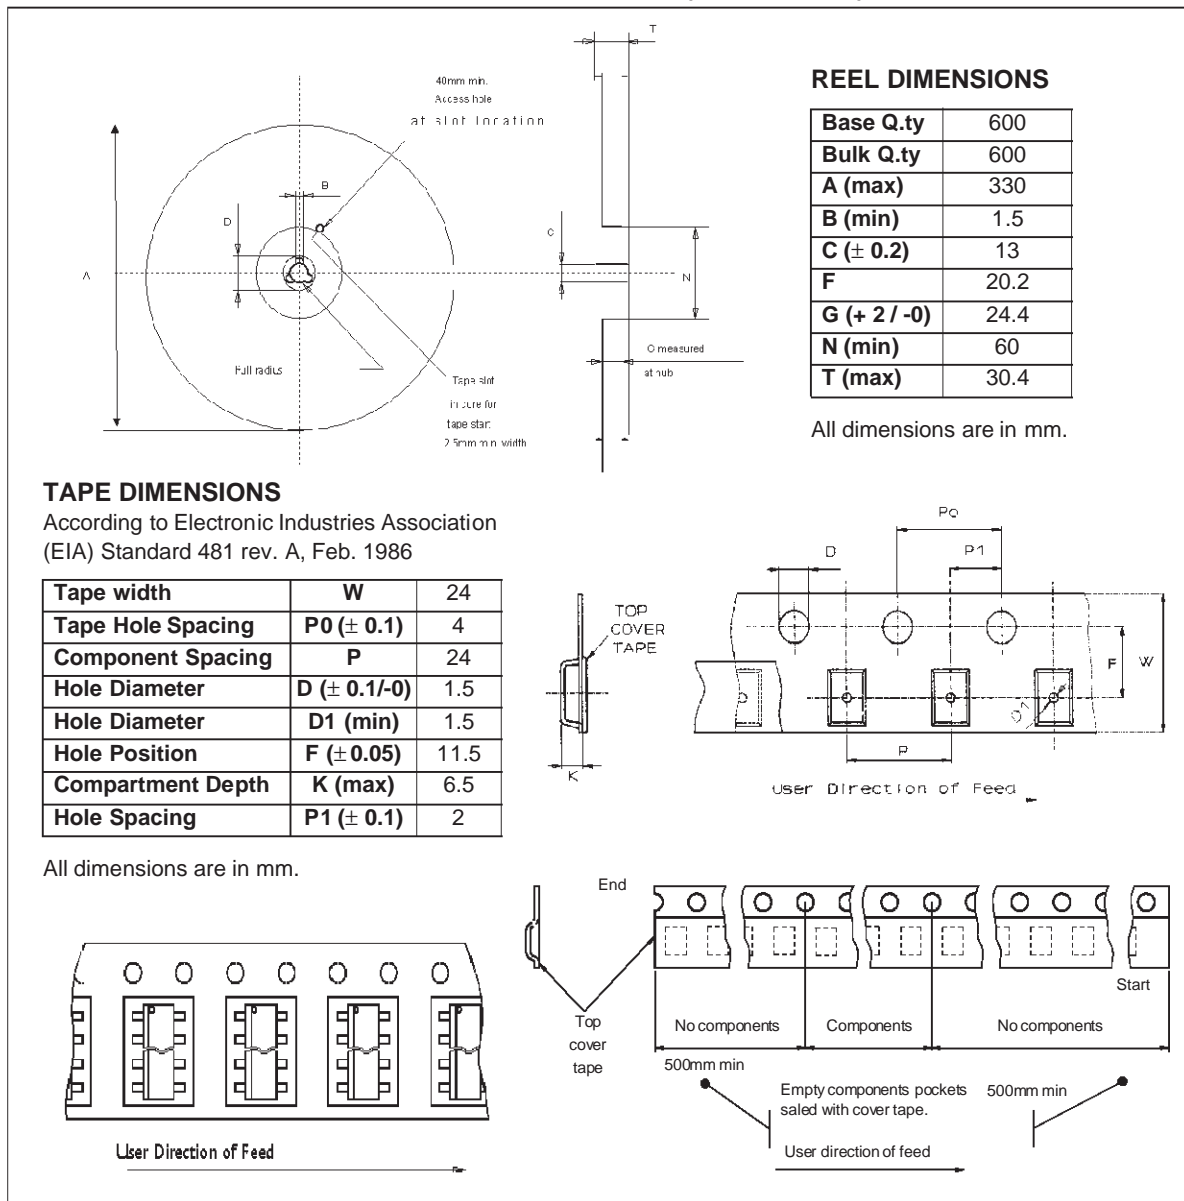 T
40mm min.
Access hole
at slot location
B
D
A
C
N
G measured
at hub
Full radius
Tape slot
in core for
tape start
2.5mm min. width
REEL DIMENSIONS
Base Q.ty 600
Bulk Q.ty 600
A (max) 330
B (min) 1.5
C (± 0.2) 13
F 20.2
G (+ 2 / -0) 24.4
N (min) 60
T (max) 30.4
All dimensions are in mm.
TAPE DIMENSIONS
According to Electronic Industries Association
(EIA) Standard 481 rev. A, Feb. 1986
Tape width W 24
Tape Hole Spacing P0 (± 0.1) 4
Component Spacing P 24
Hole Diameter D (± 0.1/-0) 1.5
Hole Diameter D1 (min) 1.5
Hole Position F (± 0.05) 11.5
Compartment Depth K (max) 6.5
Hole Spacing P1 (± 0.1) 2
All dimensions are in mm.
P0
D
P1
TOP
COVER
TAPE
F
W
D1
K
P
User Direction of Feed
User Direction of Feed
End
Start
Top
cover
tape
No components
Components
No components
500mm min
Empty components pockets
saled with cover tape.
500mm min
User direction of feed